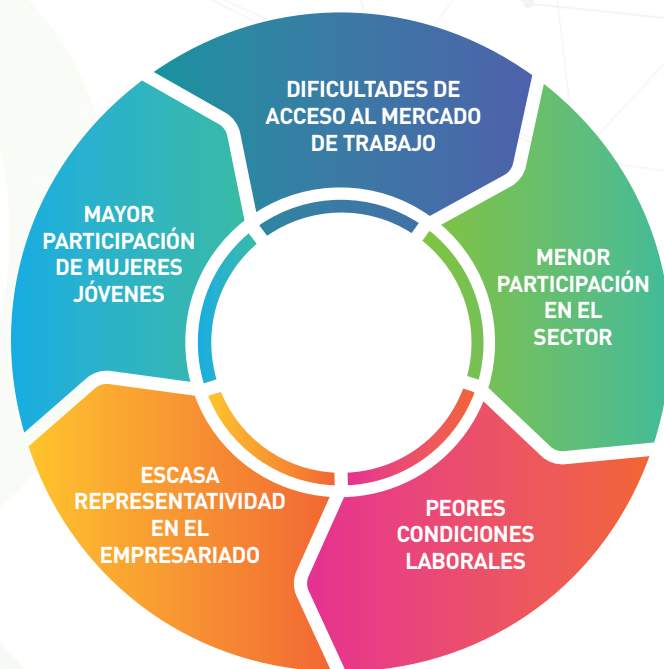 DIFICULTADES DE
ACCESO AL MERCADO
DE TRABAJO
MENOR
PARTICIPACIÓN
EN EL
SECTOR
PEORES
CONDICIONES
LABORALES
ESCASA
REPRESENTATIVIDAD
EN EL
EMPRESARIADO
MAYOR
PARTICIPACIÓN
DE MUJERES
JÓVENES